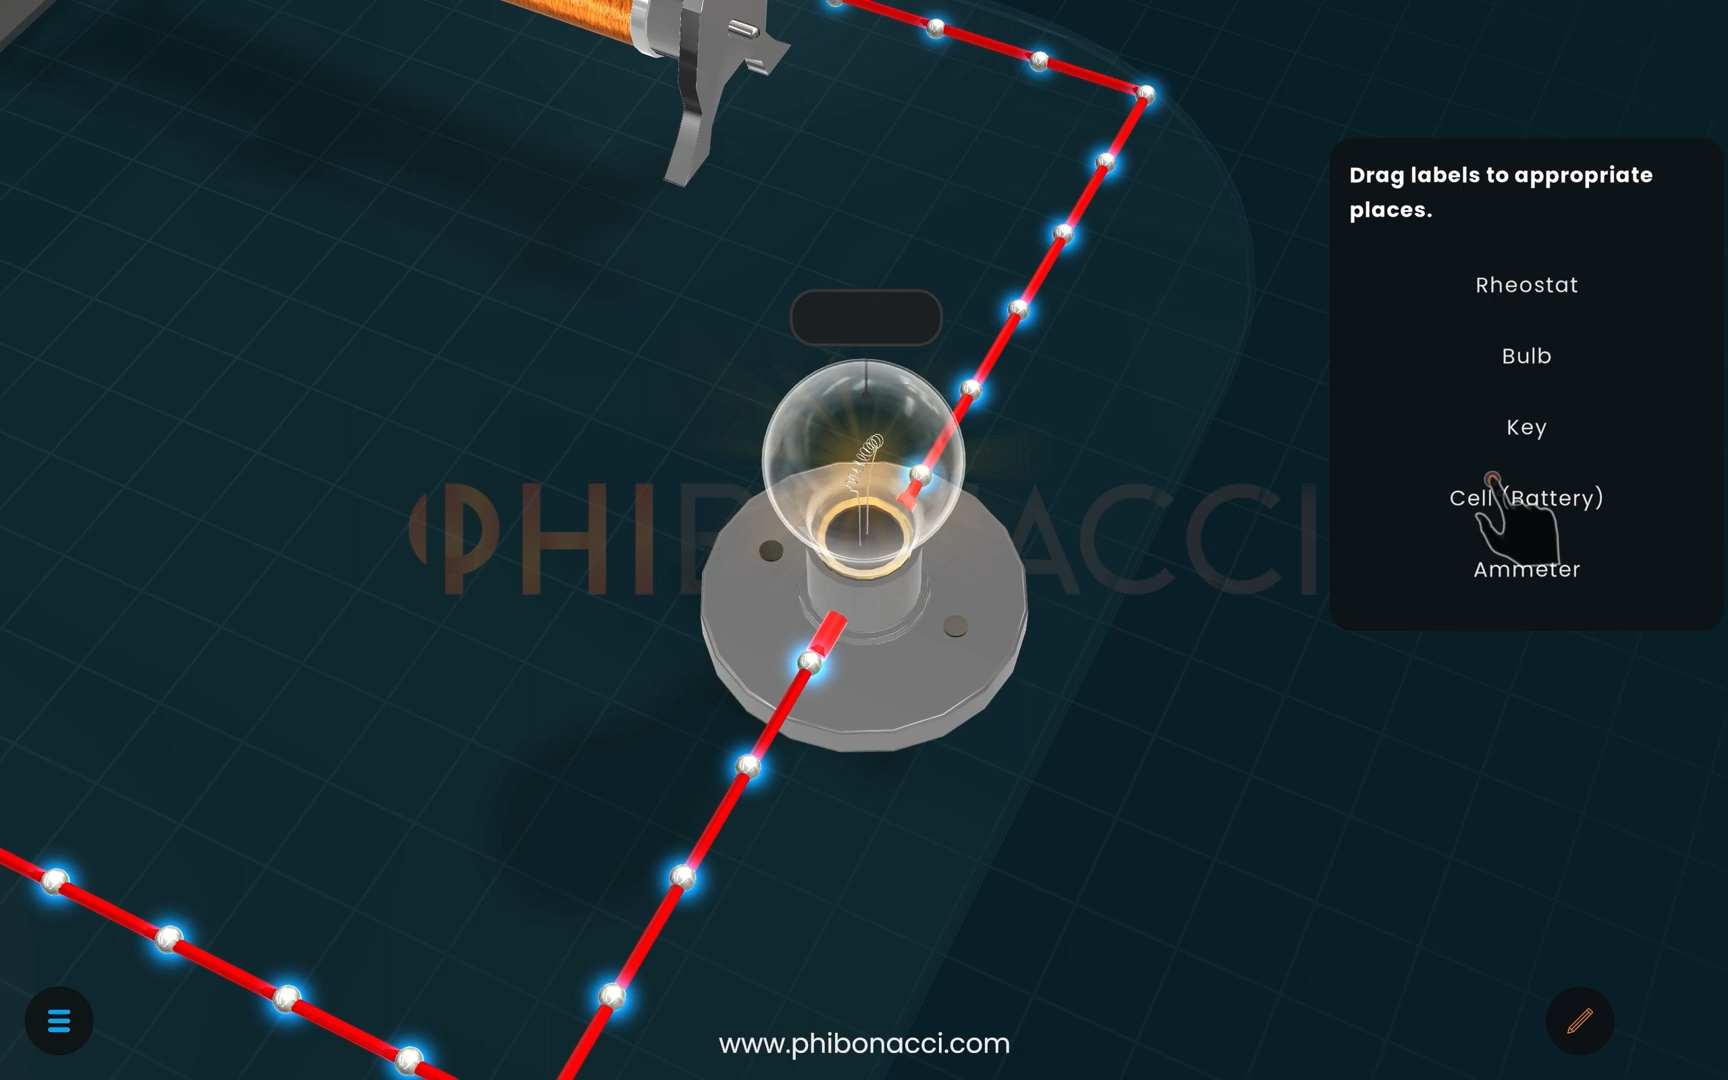 Drag labels to appropriate
places.
Rheostat
Bulb
Key
Cell (Battery)
Ammeter
PHIBONACCI
www.phibonacci.com